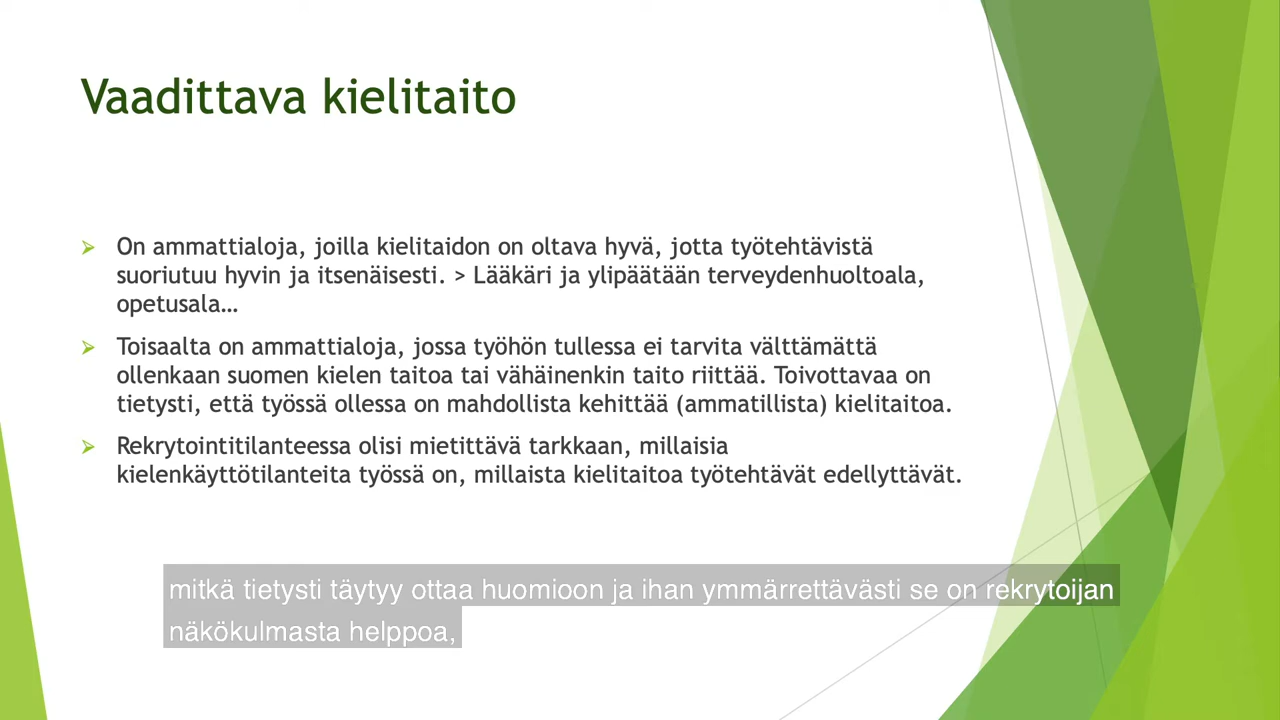 Vaadittava kielitaito
On ammattialoja, joilla kielitaidon on oltava hyvä, jotta työtehtävistä
suoriutuu hyvin ja itsenäisesti. > Lääkäri ja ylipäätään terveydenhuoltoala,
opetusala…
Toisaalta on ammattialoja, jossa työhön tullessa ei tarvita välttämättä
ollenkaan suomen kielen taitoa tai vähäinenkin taito riittää. Toivottavaa on
tietysti, että työssä ollessa on mahdollista kehittää (ammatillista) kielitaitoa.
Rekrytointitilanteessa olisi mietittävä tarkkaan, millaisia
kielenkäyttötilanteita työssä on, millaista kielitaitoa työtehtävät edellyttävät.
mitkä tietysti täytyy ottaa huomioon ja ihan ymmärrettävästi se on rekrytoijan
näkökulmasta helppoa,